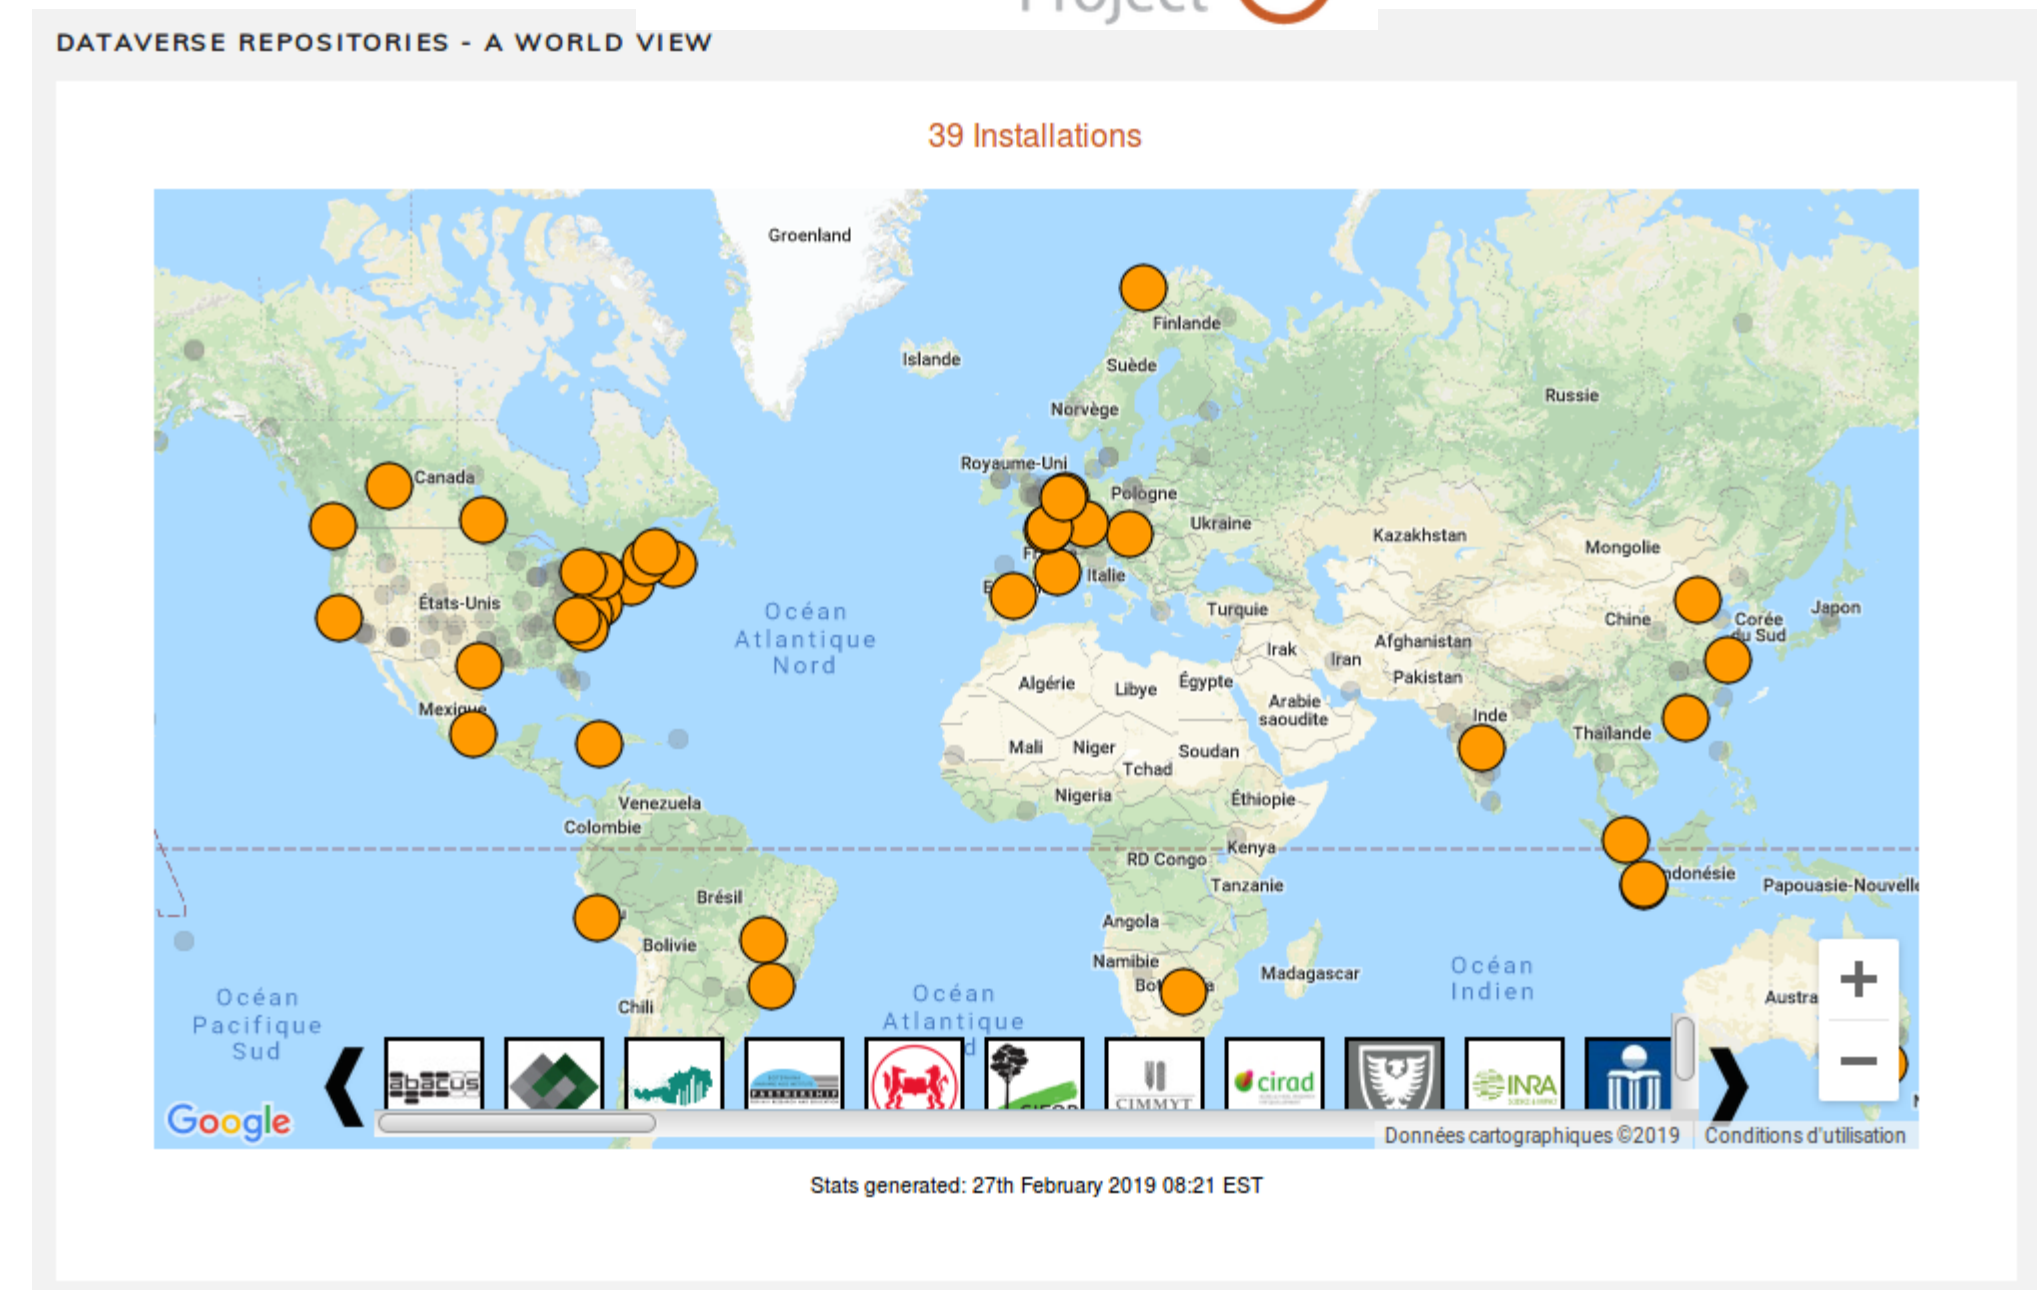 Project
DATAVERSE REPOSITORIES - A WORLD VIEW
39 Installations
Groenland
Finlande
Islande
Suède
Russie
Norvège
Royaume-Uni
Canada
Pologne
Ukraine
Kazakhstan
Mongolie
Italie
États-Unis
Océan
Atlantique
Nord
Turquie
Chine
Corée
du Sud
Japon
Afghanistan
Irak
Iran
Pakistan
Algérie
Libye
Égypte
Arabie
saoudite
Mexique
Inde
Thaïlande
Mali
Niger
Soudan
Tchad
Nigeria
Éthiopie
Venezuela
Colombie
Kenya
RD Congo
Tanzanie
ndonésie
Papouasie-Nouvelle
Brésil
Angola
Bolivie
Namibie
Madagascar
Océan
Indien
Océan
Pacifique
Sud
Chili
Océan
Atlantique
d
Austra
abacus
PARTNERSHIP
CIFOR
CIMMYT
cirad
INRA
Google
Données cartographiques ©2019
Conditions d'utilisation
Stats generated: 27th February 2019 08:21 EST